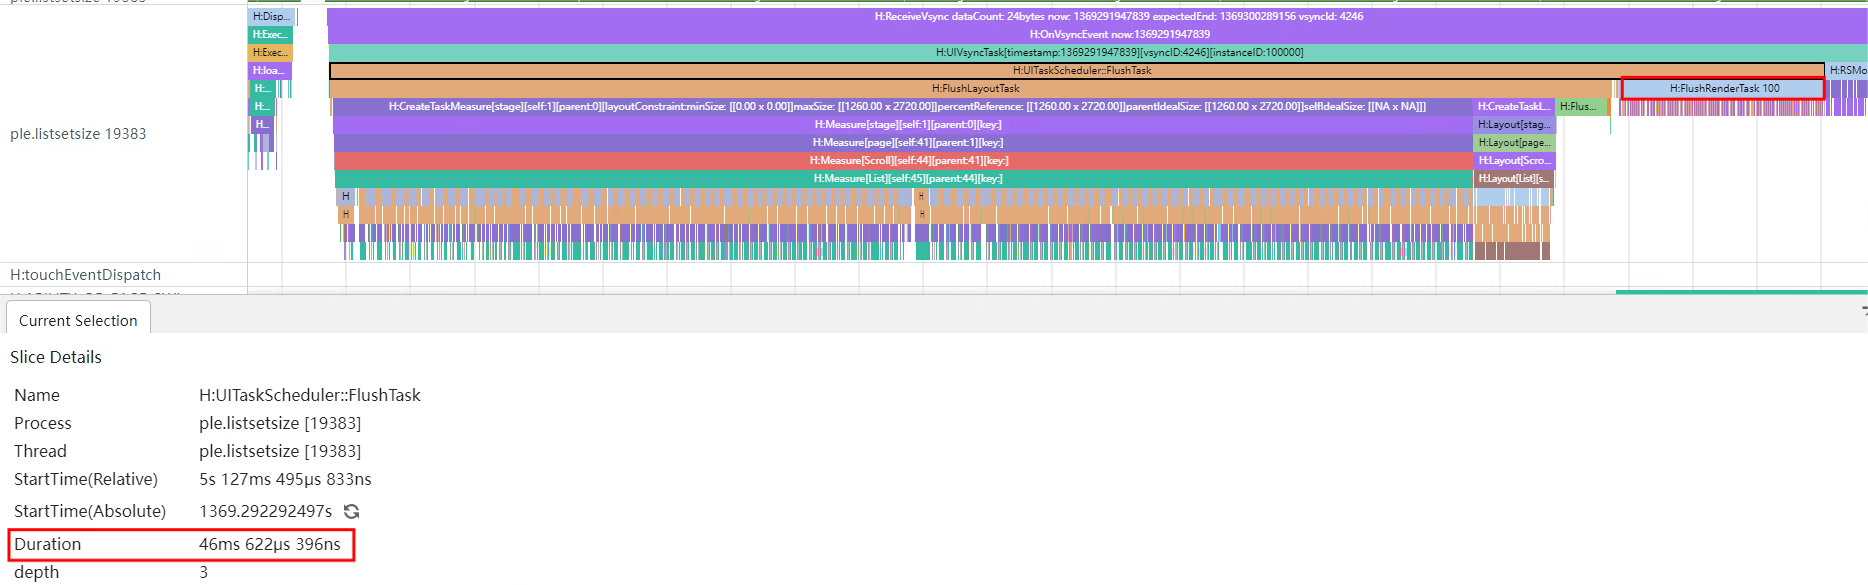 H:Disp...
H:ReceiveVsync dataCount: 24bytes now: 1369291947839 expectedEnd: 1369300289156 vsyncId: 4246
H:Exec...
H:OnVsyncEvent now:1369291947839
H:Exec...
H:UIVsyncTask[timestamp:1369291947839][vsyncID:4246][instanceID:100000]
H:loa...
H:UITaskScheduler::FlushTask
H:RSMo
H:...
H:FlushLayoutTask
H:FlushRenderTask 100
H:...
H:CreateTaskMeasure[stage][self:1][parent:0][layoutConstraint:minSize: [[0.00 x 0.00]]maxSize: [[1260.00 x 2720.00]]percentReference: [[1260.00 x 2720.00]]parentIdealSize: [[1260.00 x 2720.00]]selfIdealSize: [[NA x NA]]]
H:CreateTaskL...
H:Flus...
H...
H:Measure[stage][self:1][parent:0][key:]
H:Layout[stag...
ple.listsetsize 19383
H:Measure[page][self:41][parent:1][key:]
H:Layout[page...
H:Measure[Scroll][self:44][parent:41][key:]
H:Layout[Scro...
H:Measure[List][self:45][parent:44][key:]
H:Layout[List][s...
H
H
H
H
H:touchEventDispatch
Current Selection
Slice Details
Name H:UITaskScheduler::FlushTask
Process ple.listsetsize [19383]
Thread ple.listsetsize [19383]
StartTime(Relative) 5s 127ms 495μs 833ns
StartTime(Absolute) 1369.292292497s
Duration 46ms 622μs 396ns
depth 3